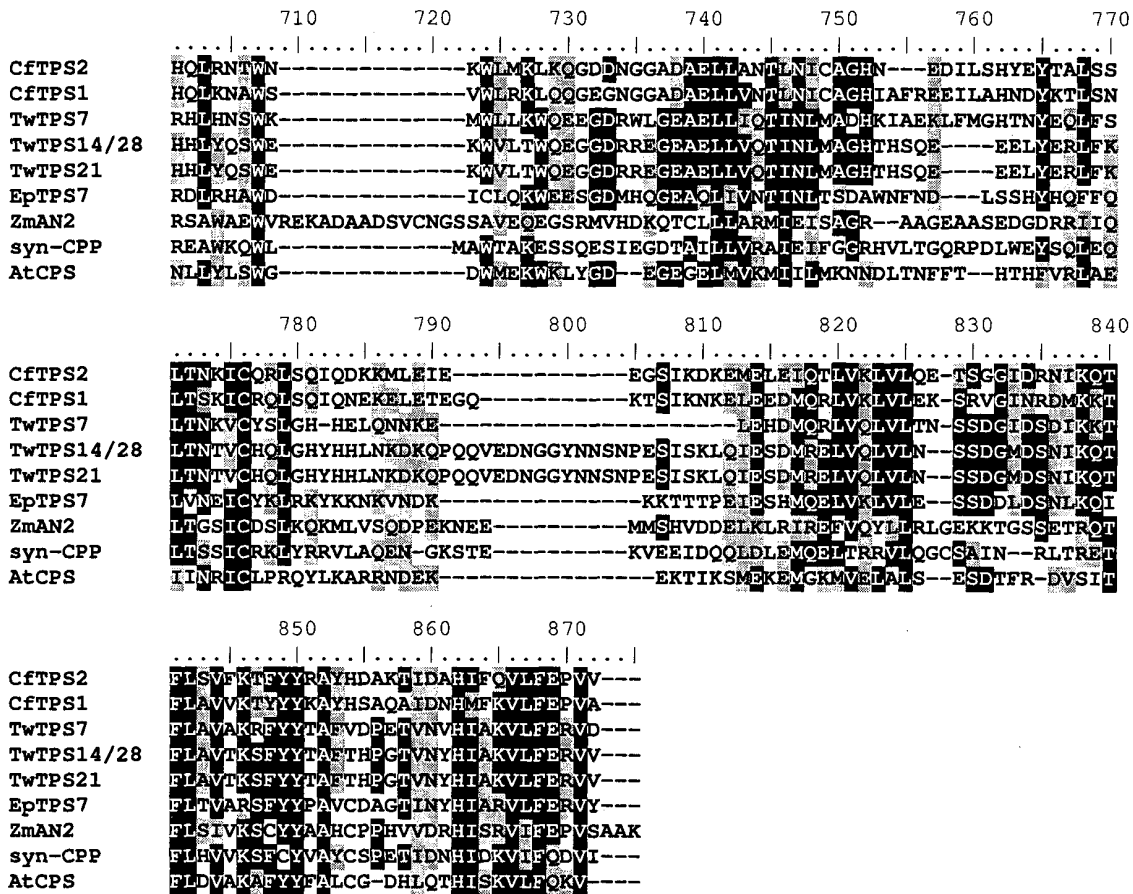 710 720 730 740 750 760 770
CfTPS2 HQLRNTWN--------------KWLMKLKQGDDNGGADAELLANTLNICAGHN---EDILSHYEYTALSS
CfTPS1 HQLKNAWS--------------VWLRKLQQGEGNGGADAELLVNTLNICAGHIAFREEILAHNDYKTLSN
TwTPS7 RHLHNSWK--------------MWLLKWQEEGDRWLGEAELLIQTINLMADHKIAEKLFMGHTNYEQLFS
TwTPS14/28 HHLYQSWE--------------KWVLTWQEGGDRREGEAELLVQTINLMAGHTHSQE----EELYERLFK
TwTPS21 HHLYQSWE--------------KWVLTWQEGGDRREGEAELLVQTINLMAGHTHSQE----EELYERLFK
EpTPS7 RDLRHAWD--------------ICLQKWEESGDMHQGEAQLIVNTINLTSDAWNFND----LSSHYHQFFQ
ZmAN2 RSAWAEWVREKADAADSVCNGSSAVEQEGSRMVHDKQTCLLLARMIEISAGR--AAGEAASEDGDRRIIQ
syn-CPP REAWKQWL-------------MAWTAKESSQESIEGDTAILLVRAIEIFGGRHVLTGQRPDLWEYSQLEQ
AtCPS NLLYLSWG--------------DWMEKWKLYGD--EGEGELMVKMIILMKNNDLTNFFT--HTHFVRLAE
780 790 800 810 820 830 840
CfTPS2 LTNKICQRLSQIQDKKMLEIE-------------EGSIKDKEMELEIQTLVKLVLQE-TSGGIDRNIKQT
CfTPS1 LTSKICRQLSQIQNEKELETEGQ-----------KTSIKNKELEEDMQRLVKLVLEK-SRVGINRDMKKT
TwTPS7 LTNKVCYSLGH-HELQNNKE----------------------LEHDMQRLVQLVLTN-SSDGIDSDIKKT
TwTPS14/28 LTNTVCHQLGHYHHLNKDKQPQQVEDNGGYNNSNPESISKLQIESDMRELVQLVLNS--SDGMDSNIKQT
TwTPS21 LTNTVCHQLGHYHHLNKDKQPQQVEDNGGYNNSNPESISKLQIESDMRELVQLVLN--SSDGMDSNIKQT
EpTPS7 LVNEICYKLRKYKKNKVNDK---------------KKTTTPEIESHMQELVKLVLE--SSDDLDSNLKQI
ZmAN2 LTGSICDSLKQKMLVSQDPEKNEE----------MMSHVDDELKLRIREFVQYLLRLGEKKTGSSETRQT
syn-CPP LTSSICRKLYRRVLAQEN-GKSTE----------KVEEIDQQLDLEMQELTRRVLQGCSAIN--RLTRET
AtCPS IINRICLPRQYLKARRNDEK----------------EKTIKSMEKEMGKMVELALS--ESDTFR-DVSIT
850 860 870
CfTPS2 FLSVFKTFYYRAYHDAKTIDAHIFQVLFEPVV---
CfTPS1 FLAVVKTYYYKAYHSAQAIDNHMFKVLFEPVA---
TwTPS7 FLAVAKRFYYTAFVDPETVNVHIAKVLFERVD---
TwTPS14/28 FLAVTKSFYYTAFTHPGTVNYHIAKVLFERVV---
TwTPS21 FLAVTKSFYYTAFTHPGTVNYHIAKVLFERVV---
EpTPS7 FLTVARSFYYPAVCDAGTINYHIARVLFERVY---
ZmAN2 FLSIVKSCYYAAHCPPHVVDRHISRVIFEPVSAAK
syn-CPP FLHVVKSFCYVAYCSPETIDNHIDKVIFQDVI---
AtCPS FLDVAKAFYYFALCG-DHLQTHISKVLFQKV----